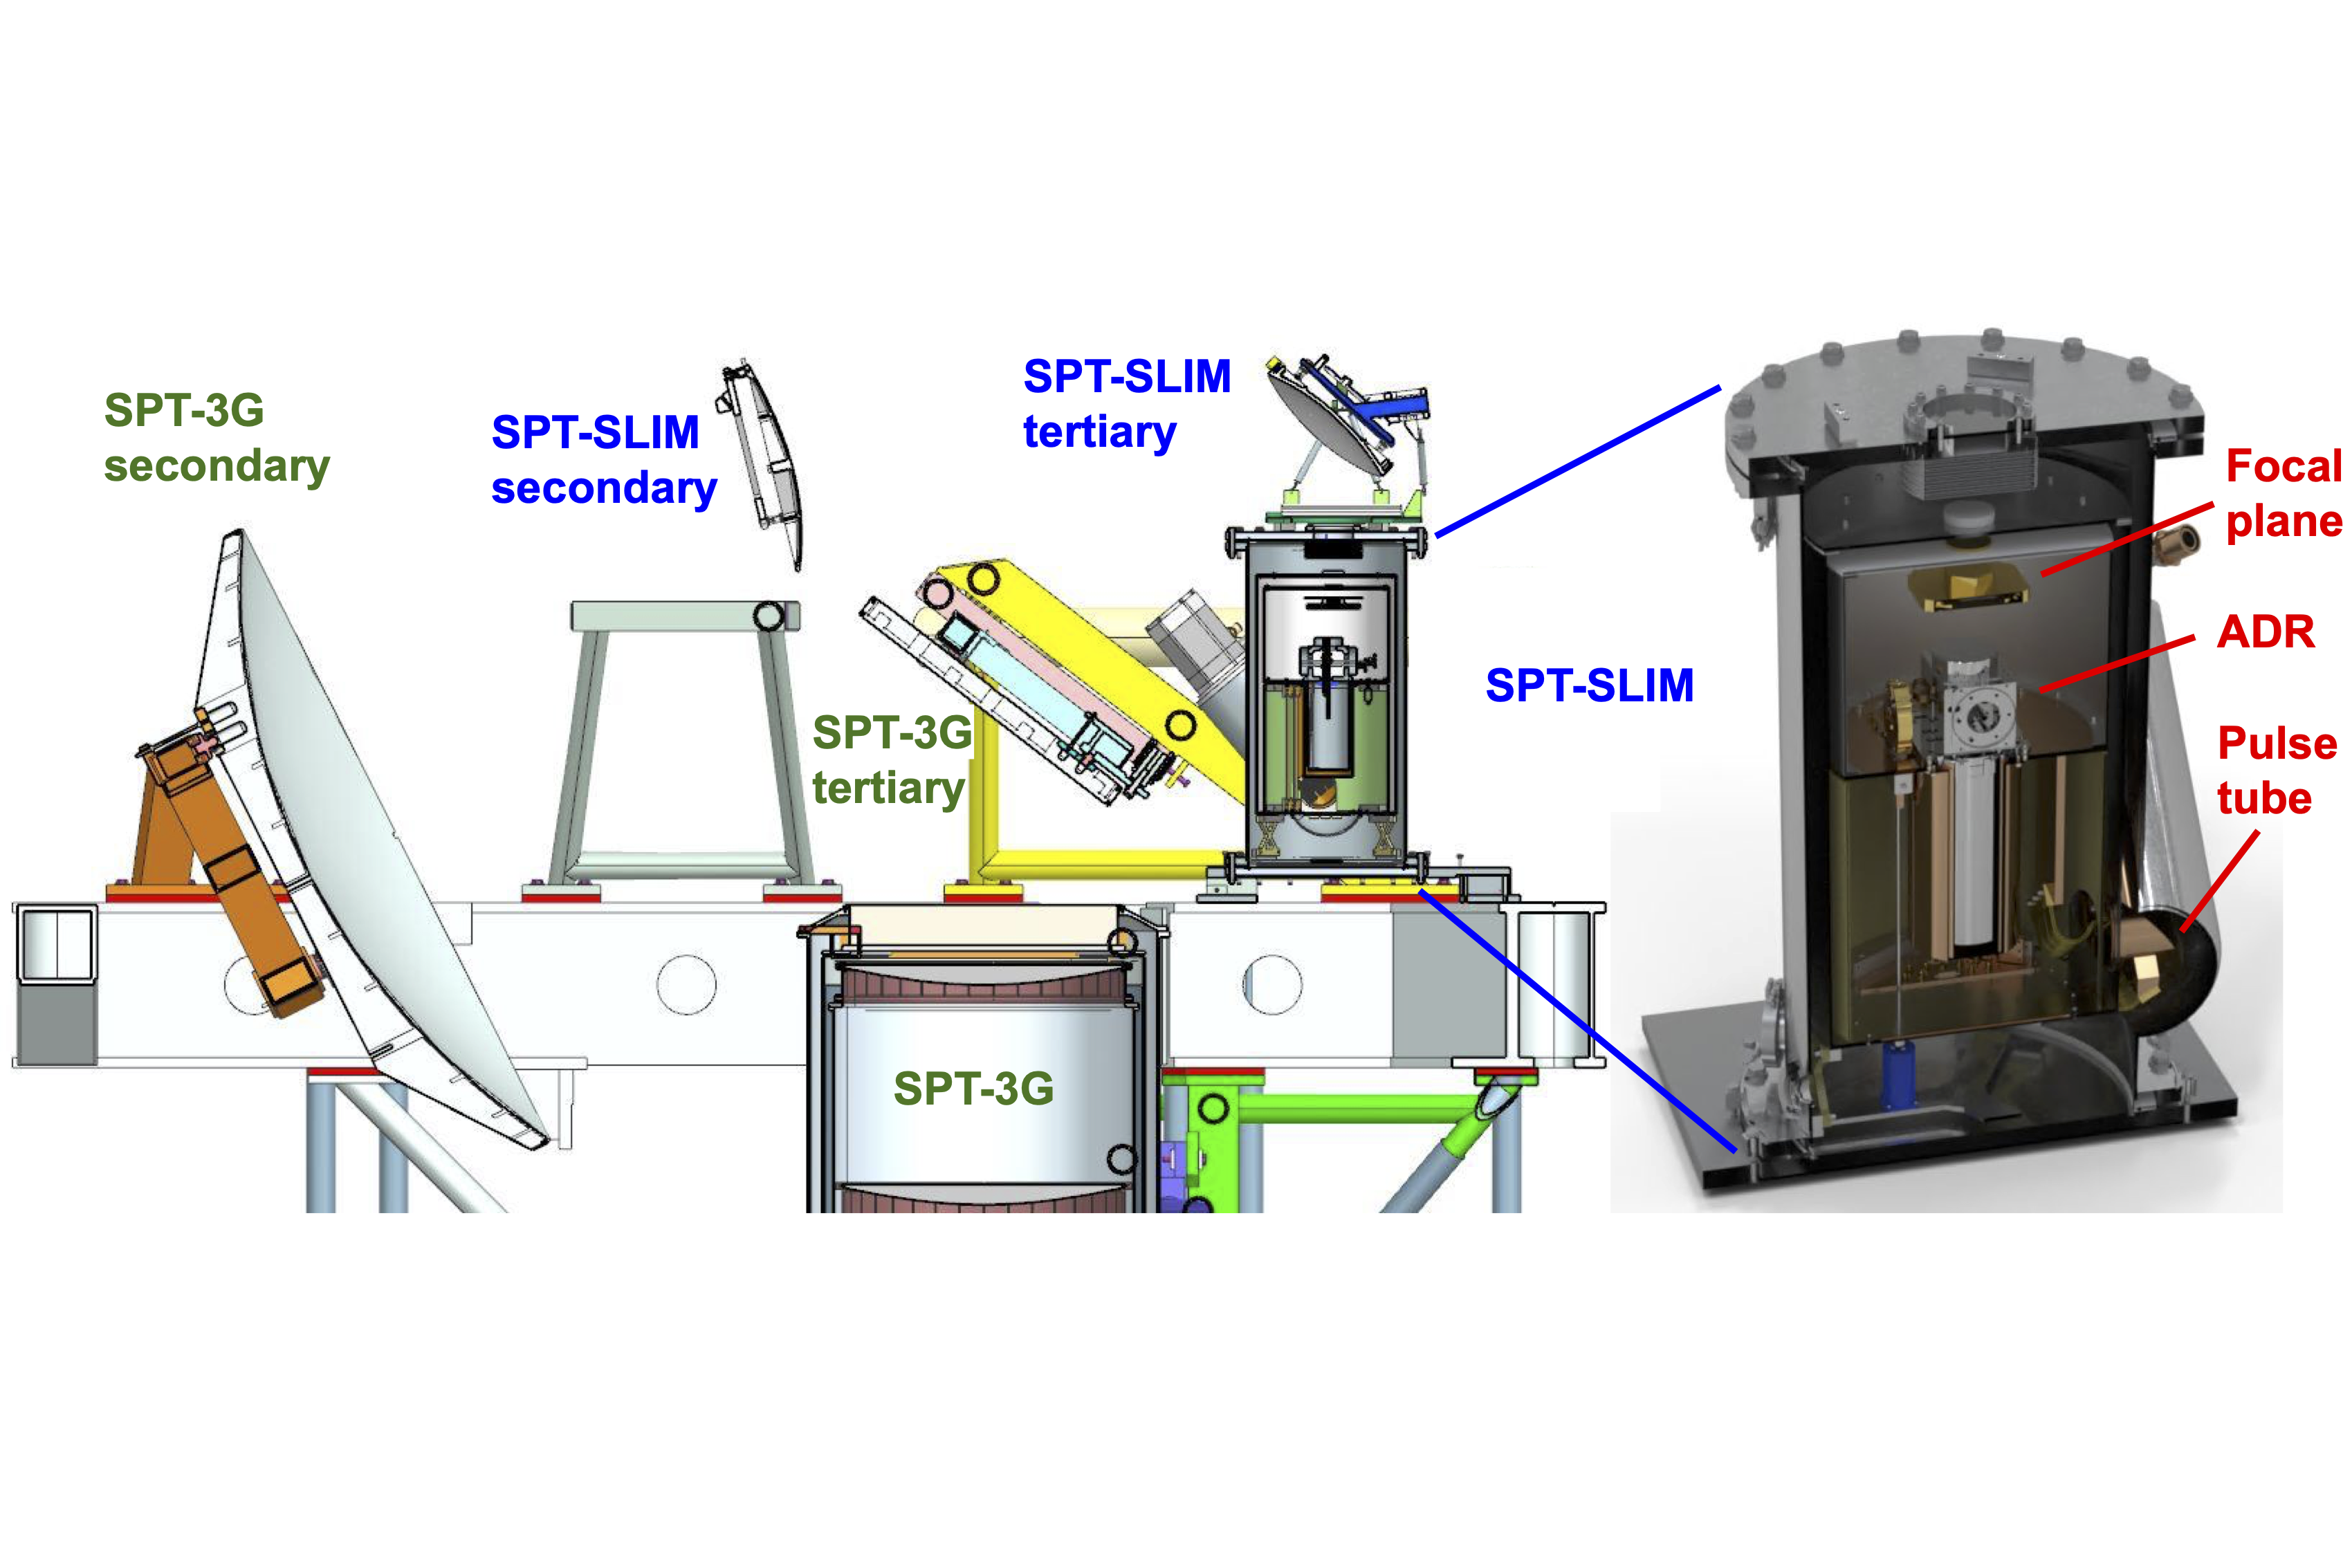 SPT-3G
secondary
SPT-SLIM
secondary
SPT-SLIM
tertiary
SPT-3G
tertiary
SPT-3G
SPT-SLIM
Focal
plane
ADR
Pulse
tube